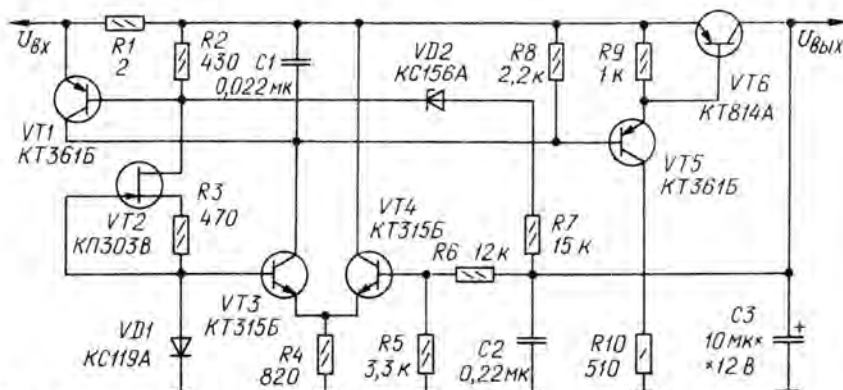 Uвх
R1
2
R2
430
C1
0,022мк
VD2
КС156А
R8
2,2к
R9
1к
Uвых
VT6
КТ814А
VT1
КТ361Б
VT5
КТ361Б
R3
470
VT2
КП303В
VT4
КТ315Б
R6 12к
R7
15к
VT3
КТ315Б
VD1
КС119А
R4
820
R5
3,3к
C2
0,22мк
R10
510
C3
10мк×
×12В
+